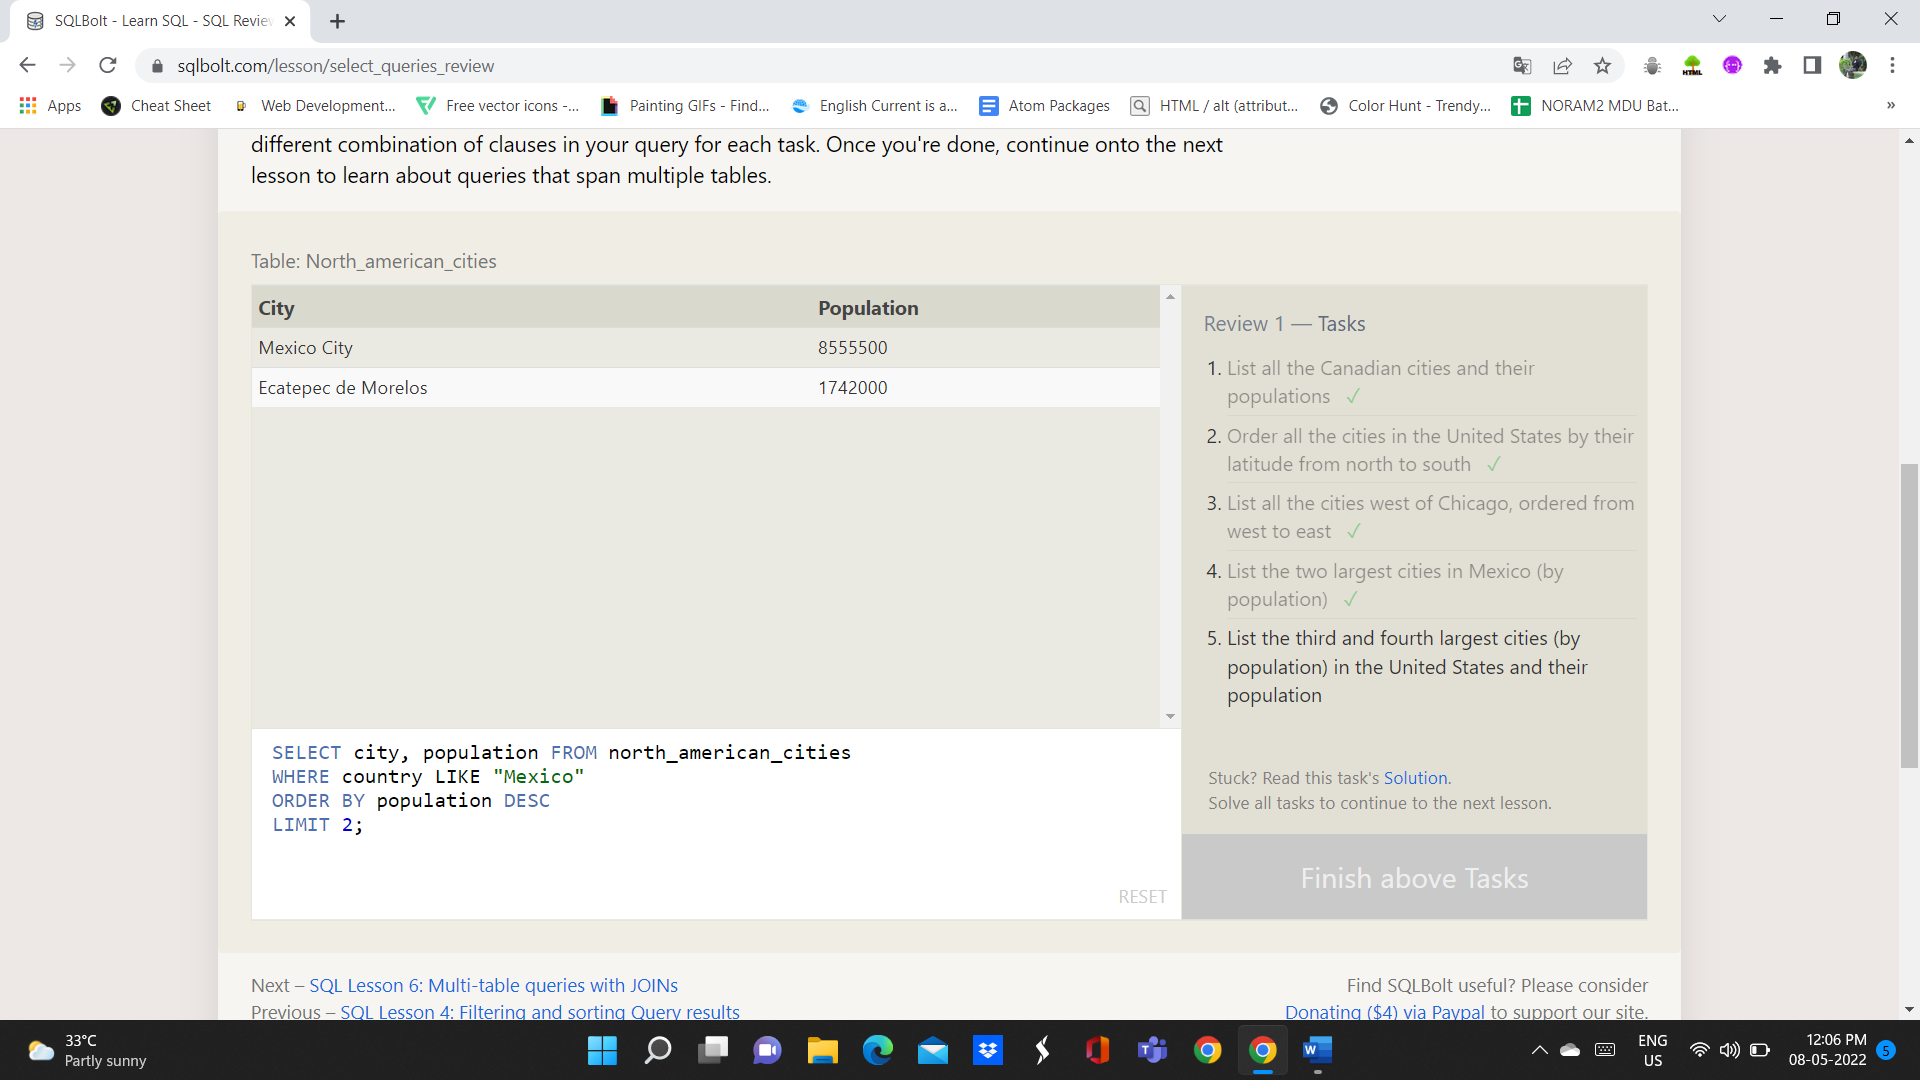 SQLBolt - Learn SQL - SQL Review
sqlbolt.com/lesson/select_queries_review
Apps
Cheat Sheet
Web Development...
Free vector icons -...
Painting GIFs - Find...
English Current is a...
Atom Packages
HTML / alt (attribut...
Color Hunt - Trendy...
NORAM2 MDU Bat...
»
different combination of clauses in your query for each task. Once you're done, continue onto the next
lesson to learn about queries that span multiple tables.
Table: North_american_cities
City Population
Mexico City 8555500
Ecatepec de Morelos 1742000
Review 1 — Tasks
1. List all the Canadian cities and their
populations ✓
2. Order all the cities in the United States by their
latitude from north to south ✓
3. List all the cities west of Chicago, ordered from
west to east ✓
4. List the two largest cities in Mexico (by
population) ✓
5. List the third and fourth largest cities (by
population) in the United States and their
population
Stuck? Read this task's Solution.
Solve all tasks to continue to the next lesson.
Finish above Tasks
SELECT city, population FROM north_american_cities
WHERE country LIKE "Mexico"
ORDER BY population DESC
LIMIT 2;
RESET
Next – SQL Lesson 6: Multi-table queries with JOINs
Previous – SQL Lesson 4: Filtering and sorting Query results
Find SQLBolt useful? Please consider
Donating ($4) via Paypal to support our site.
33°C
Partly sunny
ENG
US
12:06 PM
08-05-2022
5